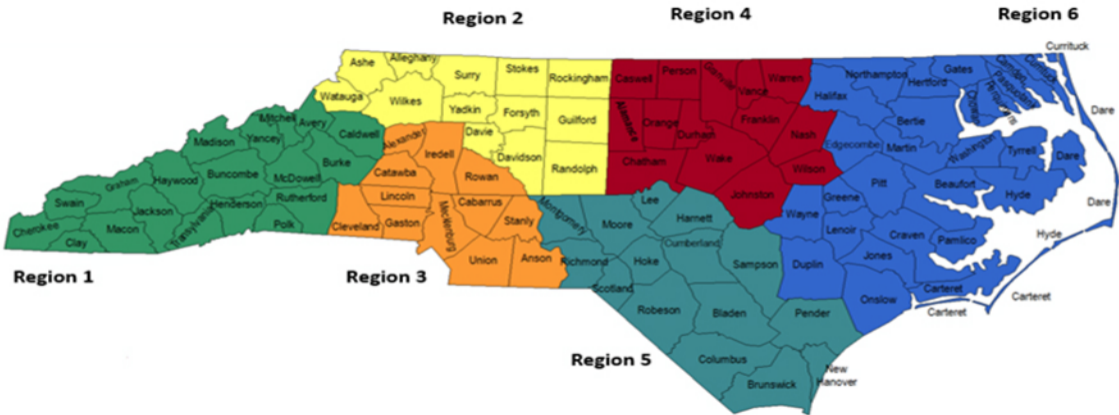 Region 2
Region 4
Region 6
Currituck
Ashe
Alleghany
Surry
Stokes
Rockingham
Caswell
Person
Granville
Vance
Warren
Northampton
Hertford
Gates
Camden
Currituck
Pasquotank
Perquimans
Chowan
Dare
Watauga
Wilkes
Yadkin
Forsyth
Guilford
Alamance
Orange
Durham
Franklin
Nash
Halifax
Bertie
Edgecombe
Martin
Washington
Tyrrell
Dare
Mitchell
Avery
Caldwell
Alexander
Iredell
Davie
Davidson
Randolph
Chatham
Wake
Wilson
Johnston
Madison
Yancey
Burke
Catawba
Rowan
Pitt
Beaufort
Hyde
Dare
Graham
Haywood
Buncombe
McDowell
Swain
Jackson
Transylvania
Henderson
Rutherford
Polk
Lincoln
Cleveland
Gaston
Mecklenburg
Cabarrus
Stanly
Montgomery
Moore
Lee
Harnett
Wayne
Greene
Lenoir
Craven
Pamlico
Hyde
Cherokee
Clay
Macon
Union
Anson
Richmond
Hoke
Cumberland
Sampson
Duplin
Jones
Region 1
Region 3
Scotland
Onslow
Carteret
Carteret
Carteret
Robeson
Bladen
Pender
Region 5
Columbus
Brunswick
New
Hanover